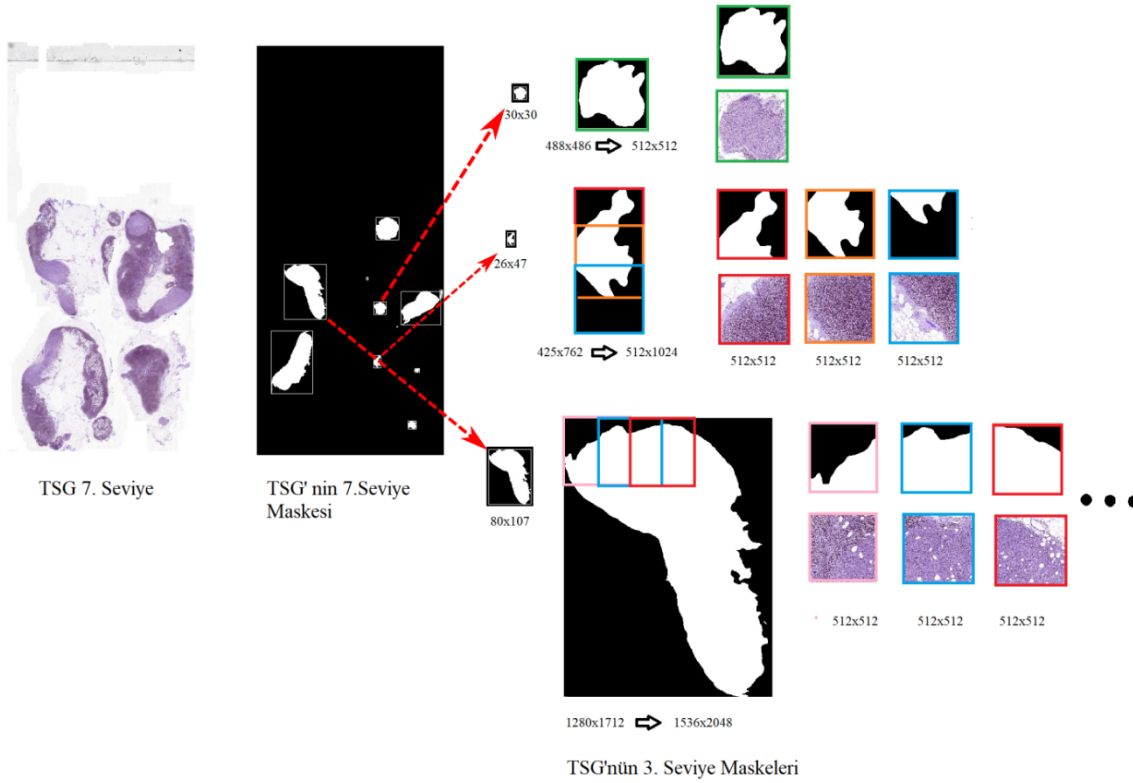 30x30
488x486 512x512
26x47
425x762 512x1024
512x512 512x512 512x512
TSG 7. Seviye
TSG' nin 7.Seviye
Maskesi
80x107
512x512 512x512 512x512
1280x1712 1536x2048
TSG'nün 3. Seviye Maskeleri